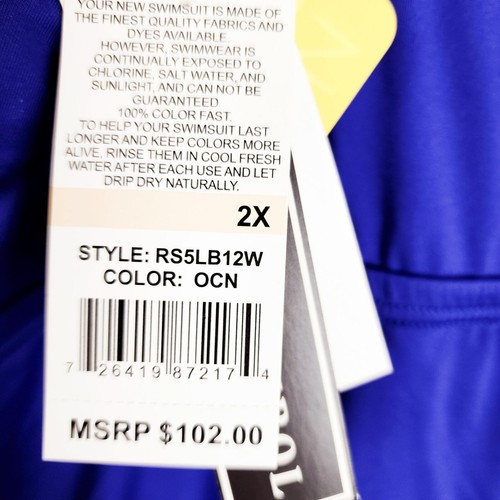 YOUR NEW SWIMSUIT IS MADE OF
THE FINEST QUALITY FABRICS AND
DYES AVAILABLE.
HOWEVER, SWIMWEAR IS
CONTINUALLY EXPOSED TO
CHLORINE, SALT WATER, AND
SUNLIGHT, AND CAN NOT BE
GUARANTEED
100% COLOR FAST.
TO HELP YOUR SWIMSUIT LAST
LONGER AND KEEP COLORS MORE
ALIVE, RINSE THEM IN COOL FRESH
WATER AFTER EACH USE AND LET
DRIP DRY NATURALLY.
2X
STYLE: RS5LB12W
COLOR: OCN
7 26419 87217 4
MSRP $102.00